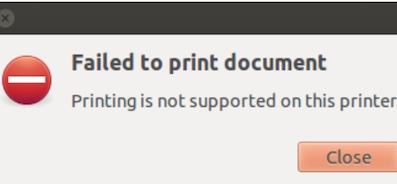 Failed to print document
Printing is not supported on this printer
Close